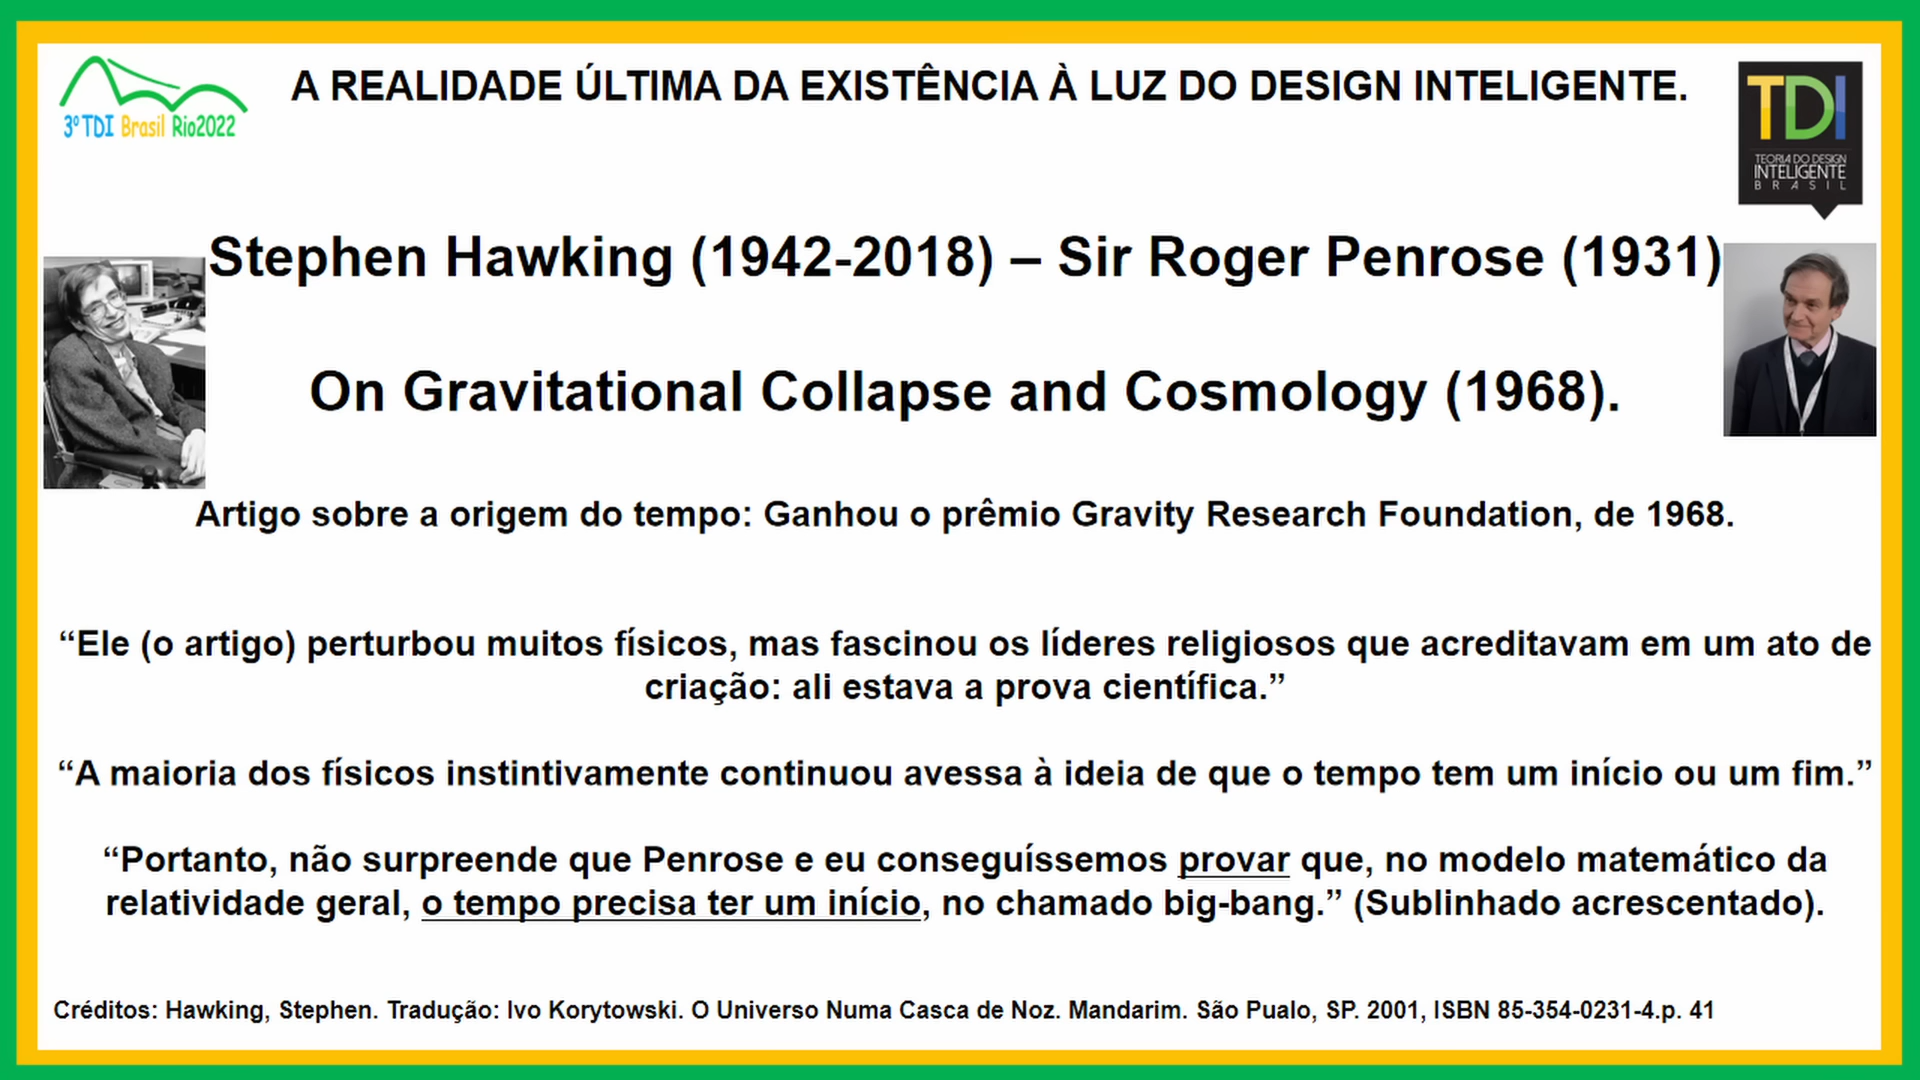 3º TDI Brasil Rio2022
A REALIDADE ÚLTIMA DA EXISTÊNCIA À LUZ DO DESIGN INTELIGENTE.
TDI
TEORIA DO DESIGN
INTELIGENTE
BRASIL
Stephen Hawking (1942-2018) – Sir Roger Penrose (1931)
On Gravitational Collapse and Cosmology (1968).
Artigo sobre a origem do tempo: Ganhou o prêmio Gravity Research Foundation, de 1968.
“Ele (o artigo) perturbou muitos físicos, mas fascinou os líderes religiosos que acreditavam em um ato de
criação: ali estava a prova científica.”
“A maioria dos físicos instintivamente continuou avessa à ideia de que o tempo tem um início ou um fim.”
“Portanto, não surpreende que Penrose e eu conseguíssemos provar que, no modelo matemático da
relatividade geral, o tempo precisa ter um início, no chamado big-bang.” (Sublinhado acrescentado).
Créditos: Hawking, Stephen. Tradução: Ivo Korytowski. O Universo Numa Casca de Noz. Mandarim. São Pualo, SP. 2001, ISBN 85-354-0231-4.p. 41